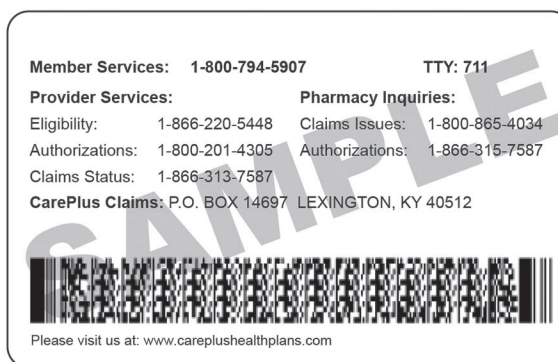 Member Services: 1-800-794-5907 TTY: 711
Provider Services: Pharmacy Inquiries:
Eligibility: 1-866-220-5448 Claims Issues: 1-800-865-4034
Authorizations: 1-800-201-4305 Authorizations: 1-866-315-7587
Claims Status: 1-866-313-7587
CarePlus Claims: P.O. BOX 14697 LEXINGTON, KY 40512
SAMPLE
Please visit us at: www.careplushealthplans.com